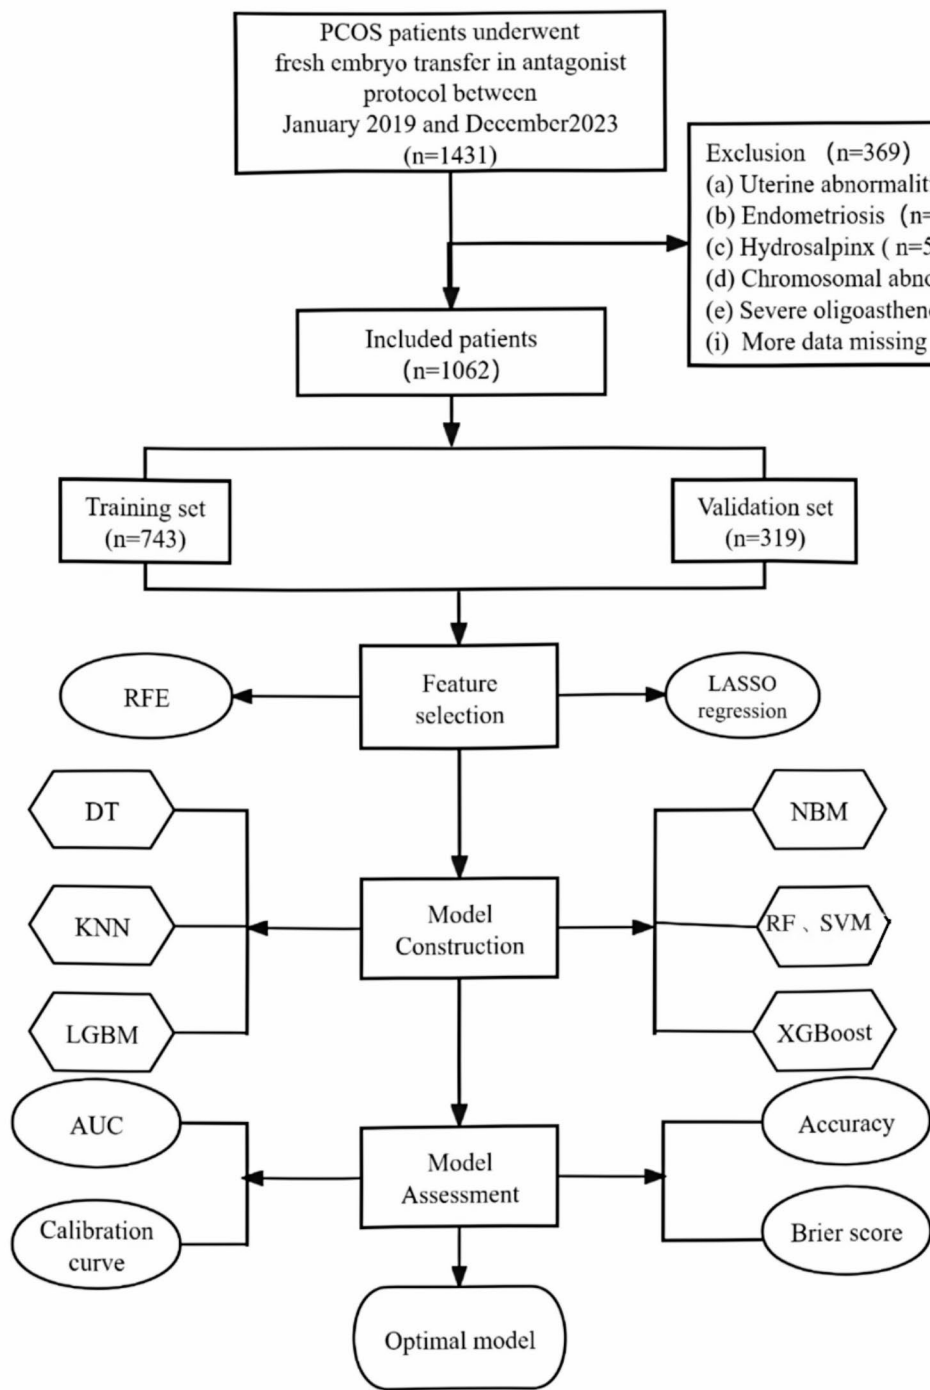 PCOS patients underwent
fresh embryo transfer in antagonist
protocol between
January 2019 and December2023
(n=1431)
Exclusion (n=369)
(a) Uterine
(b) Endometriosis (n=
(c) Hydrosalpinx ( n=5
(d) Chromosomal
(e) Severe
(i) More data missing
Included patients
(n=1062)
Training set
(n=743)
Validation set
(n=319)
Feature
selection
RFE
LASSO
regression
DT
NBM
KNN
Model
Construction
RF、SVM
LGBM
XGBoost
AUC
Accuracy
Model
Assessment
Calibration
curve
Brier score
Optimal model